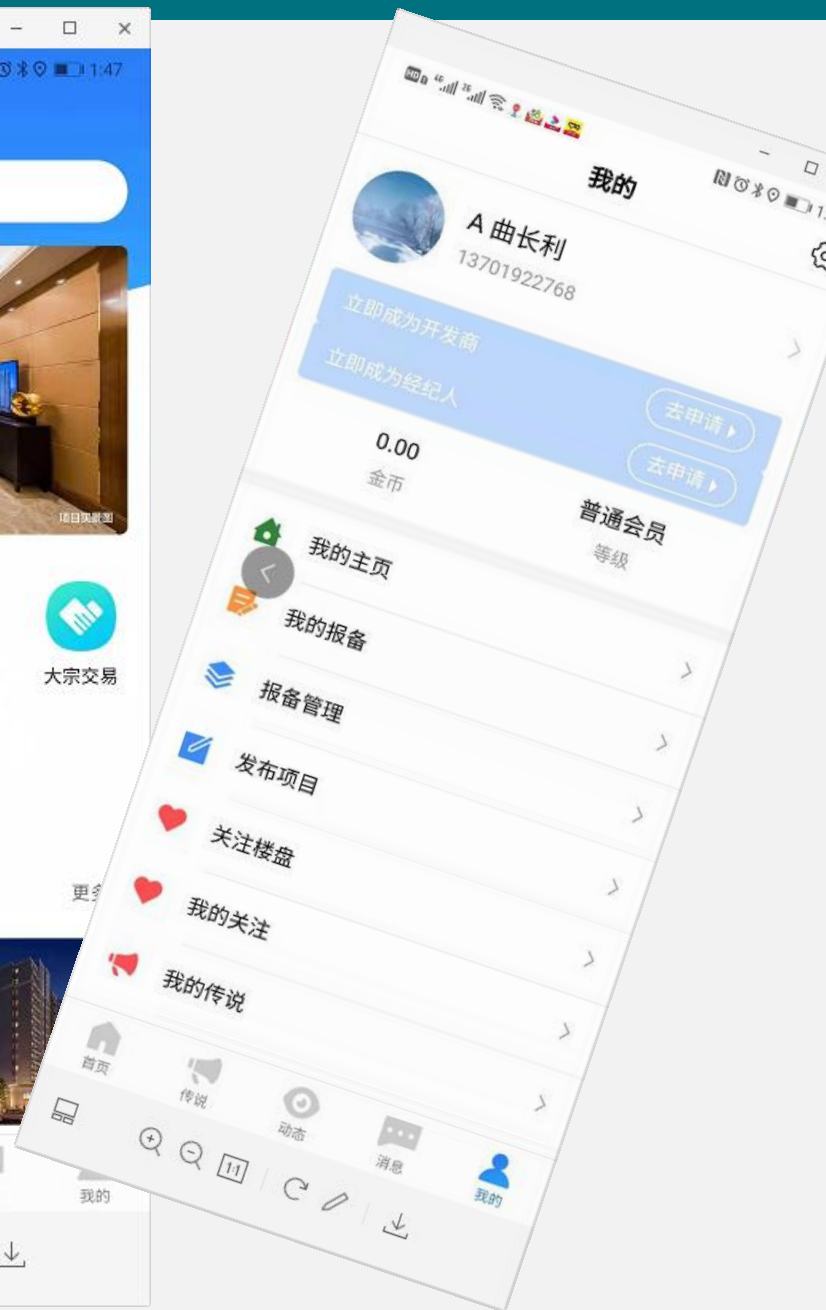 1:47
项目实景图
大宗交易
我的
我的
A 曲长利
13701922768
立即成为开发商
去申请
立即成为经纪人
去申请
0.00
金币
普通会员
等级
我的主页
我的报备
报备管理
发布项目
关注楼盘
我的关注
我的传说
首页
传说
动态
消息
我的
1:1